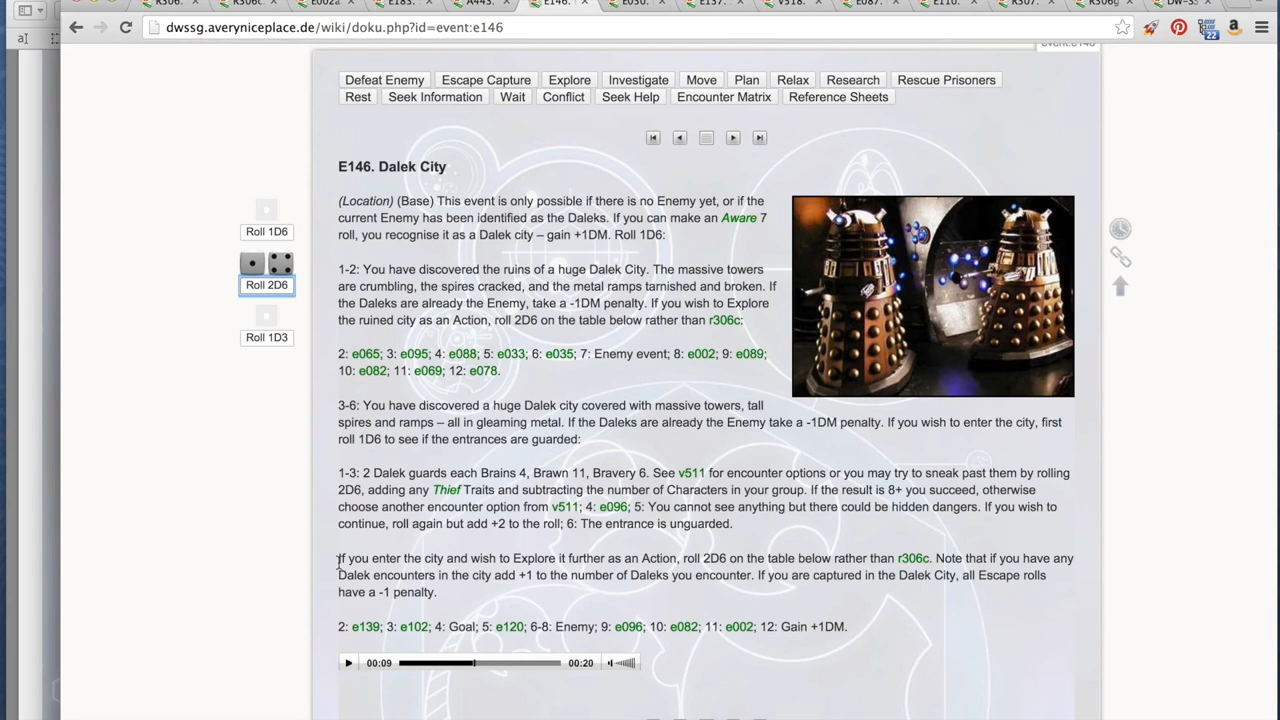 R306.
R306c.
E002a
E183.
A443.
E146.
E030.
E137.
V518.
E087.
E110.
R307.
R306g
DW-33
dwssg.averyniceplace.de/wiki/doku.php?id=event:e146
22
event:e146
Defeat Enemy Escape Capture Explore Investigate Move Plan Relax Research Rescue Prisoners
Rest Seek Information Wait Conflict Seek Help Encounter Matrix Reference Sheets
E146. Dalek City
(Location) (Base) This event is only possible if there is no Enemy yet, or if the
current Enemy has been identified as the Daleks. If you can make an Aware 7
roll, you recognise it as a Dalek city – gain +1DM. Roll 1D6:
Roll 1D6
Roll 2D6
Roll 1D3
1-2: You have discovered the ruins of a huge Dalek City. The massive towers
are crumbling, the spires cracked, and the metal ramps tarnished and broken. If
the Daleks are already the Enemy, take a -1DM penalty. If you wish to Explore
the ruined city as an Action, roll 2D6 on the table below rather than r306c:
2: e065; 3: e095; 4: e088; 5: e033; 6: e035; 7: Enemy event; 8: e002; 9: e089;
10: e082; 11: e069; 12: e078.
3-6: You have discovered a huge Dalek city covered with massive towers, tall
spires and ramps – all in gleaming metal. If the Daleks are already the Enemy take a -1DM penalty. If you wish to enter the city, first
roll 1D6 to see if the entrances are guarded:
1-3: 2 Dalek guards each Brains 4, Brawn 11, Bravery 6. See v511 for encounter options or you may try to sneak past them by rolling
2D6, adding any Thief Traits and subtracting the number of Characters in your group. If the result is 8+ you succeed, otherwise
choose another encounter option from v511; 4: e096; 5: You cannot see anything but there could be hidden dangers. If you wish to
continue, roll again but add +2 to the roll; 6: The entrance is unguarded.
If you enter the city and wish to Explore it further as an Action, roll 2D6 on the table below rather than r306c. Note that if you have any
Dalek encounters in the city add +1 to the number of Daleks you encounter. If you are captured in the Dalek City, all Escape rolls
have a -1 penalty.
2: e139; 3: e102; 4: Goal; 5: e120; 6-8: Enemy; 9: e096; 10: e082; 11: e002; 12: Gain +1DM.
00:09 00:20